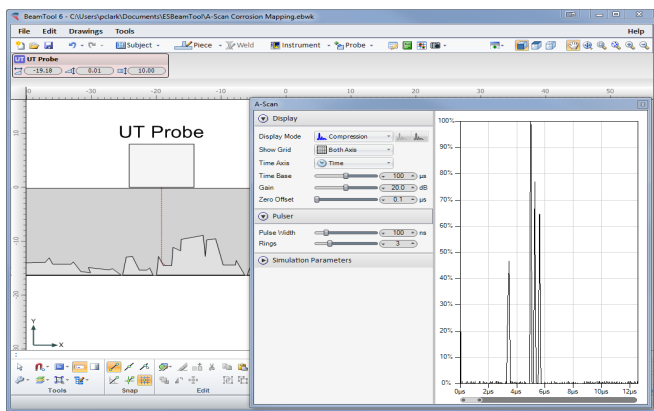 BeamTool 6 - C:\Users\pclark\Documents\ESBeamTool\A-Scan Corrosion Mapping.ebwk
File Edit Drawings Tools Help
Subject Piece Weld Instrument Probe
UT UT Probe
-19.18 0.01 10.00
-30 -20 -10 0 10 20 30 40 50
UT Probe
0
-10
-20
Y
X
Tools Snap Edit
A-Scan
Display
Display Mode Compression
Show Grid Both Axis
Time Axis Time
Time Base 100 µs
Gain 20.0 dB
Zero Offset 0.1 µs
Pulser
Pulse Width 100 ns
Rings 3
Simulation Parameters
100%
90%
80%
70%
60%
50%
40%
30%
20%
10%
0%
0µs 2µs 4µs 6µs 8µs 10µs 12µs